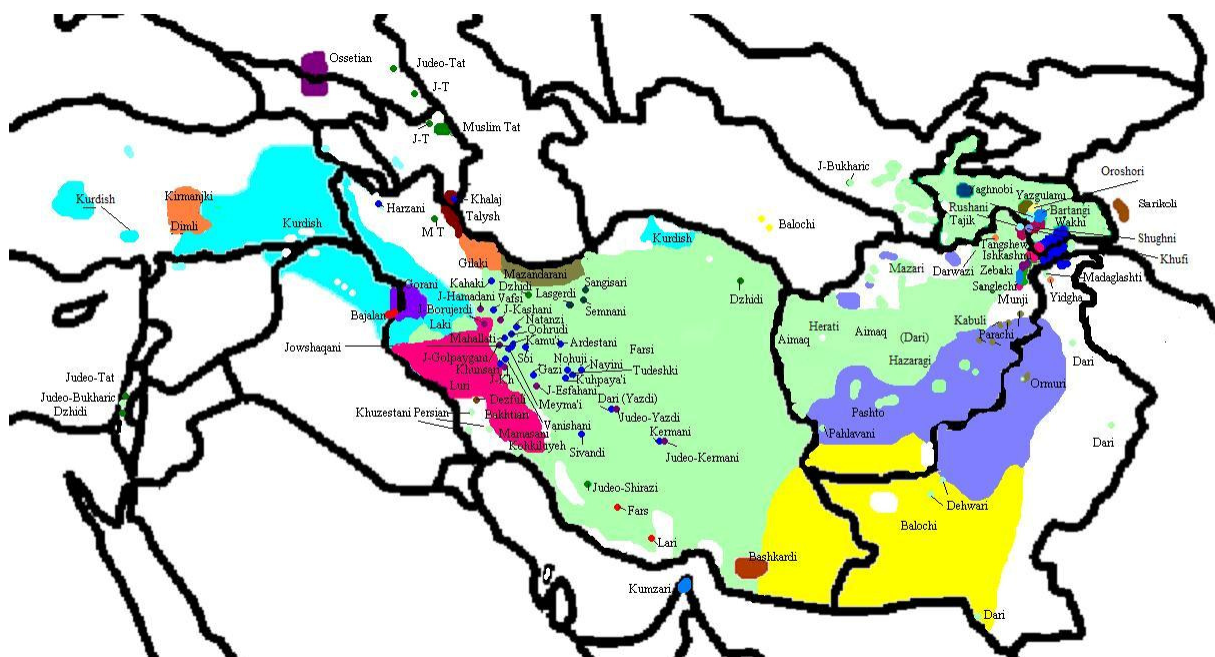 Ossetian
Judeo-Tat
J-T
J-T
Muslim Tat
Kurdish
Kirmanjki
Dimli
Kurdish
Harzani
Khalaj
Talysh
M T
Gilaki
Mazandarani
Kurdish
Balochi
J-Bukharic
Yaghnobi
Yazgulami
Oroshori
Rushani
Tajik
Bartangi
Wakhi
Sarikoli
Shughni
Khufi
Tangshew
Ishkashmi
Zebaki
Sanglechi
Darwazi
Mazari
Madaglashti
Munji
Yidgha
Kabuli
Parachi
Kahaki
Dzhidi
Sangisari
Lasgerdi
Semnani
Dzhidi
Gorani
J-Hamadani
Vafsi
J-Kashani
Bajalan
Borujerdi
Natanzi
Laki
Qohrudi
Mahallati
Kamu'i
Ardestani
Jowshaqani
J-Golpaygani
Soi
Nohuji
Nayini
Farsi
Khunsari
Gazi
Tudeshki
J-Kh
Kuhpaya'i
Luri
J-Esfahani
Dezfuli
Meyma'i
Dari (Yazdi)
Khuzestani Persian
Bakhtiari
Vanishani
Judeo-Yazdi
Mamasani
Kohkiluyeh
Sivandi
Kermani
Judeo-Kermani
Judeo-Tat
Judeo-Bukharic
Dzhidi
Judeo-Shirazi
Fars
Lari
Bashkardi
Kumzari
Aimaq
Herati
Aimaq
(Dari)
Hazaragi
Pashto
Pahlavani
Ormuri
Dari
Dari
Dehwari
Balochi
Dari